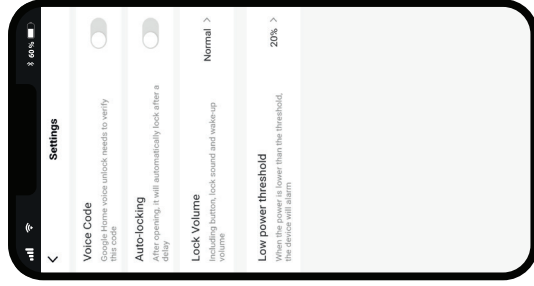 60 %
Settings
Voice Code
Google Home voice unlock needs to verify
this code
Auto-locking
After opening, it will automatically lock after a
delay
Lock Volume
Including button, lock sound and wake-up
volume
Normal >
Low power threshold
When the power is lower than the threshold,
the device will alarm
20% >